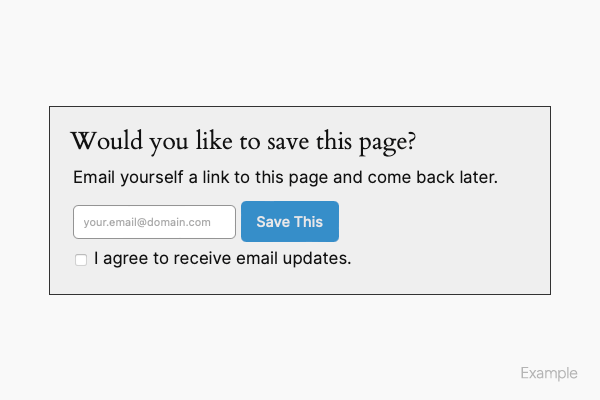 Would you like to save this page?
Email yourself a link to this page and come back later.
your.email@domain.com
Save This
I agree to receive email updates.
Example